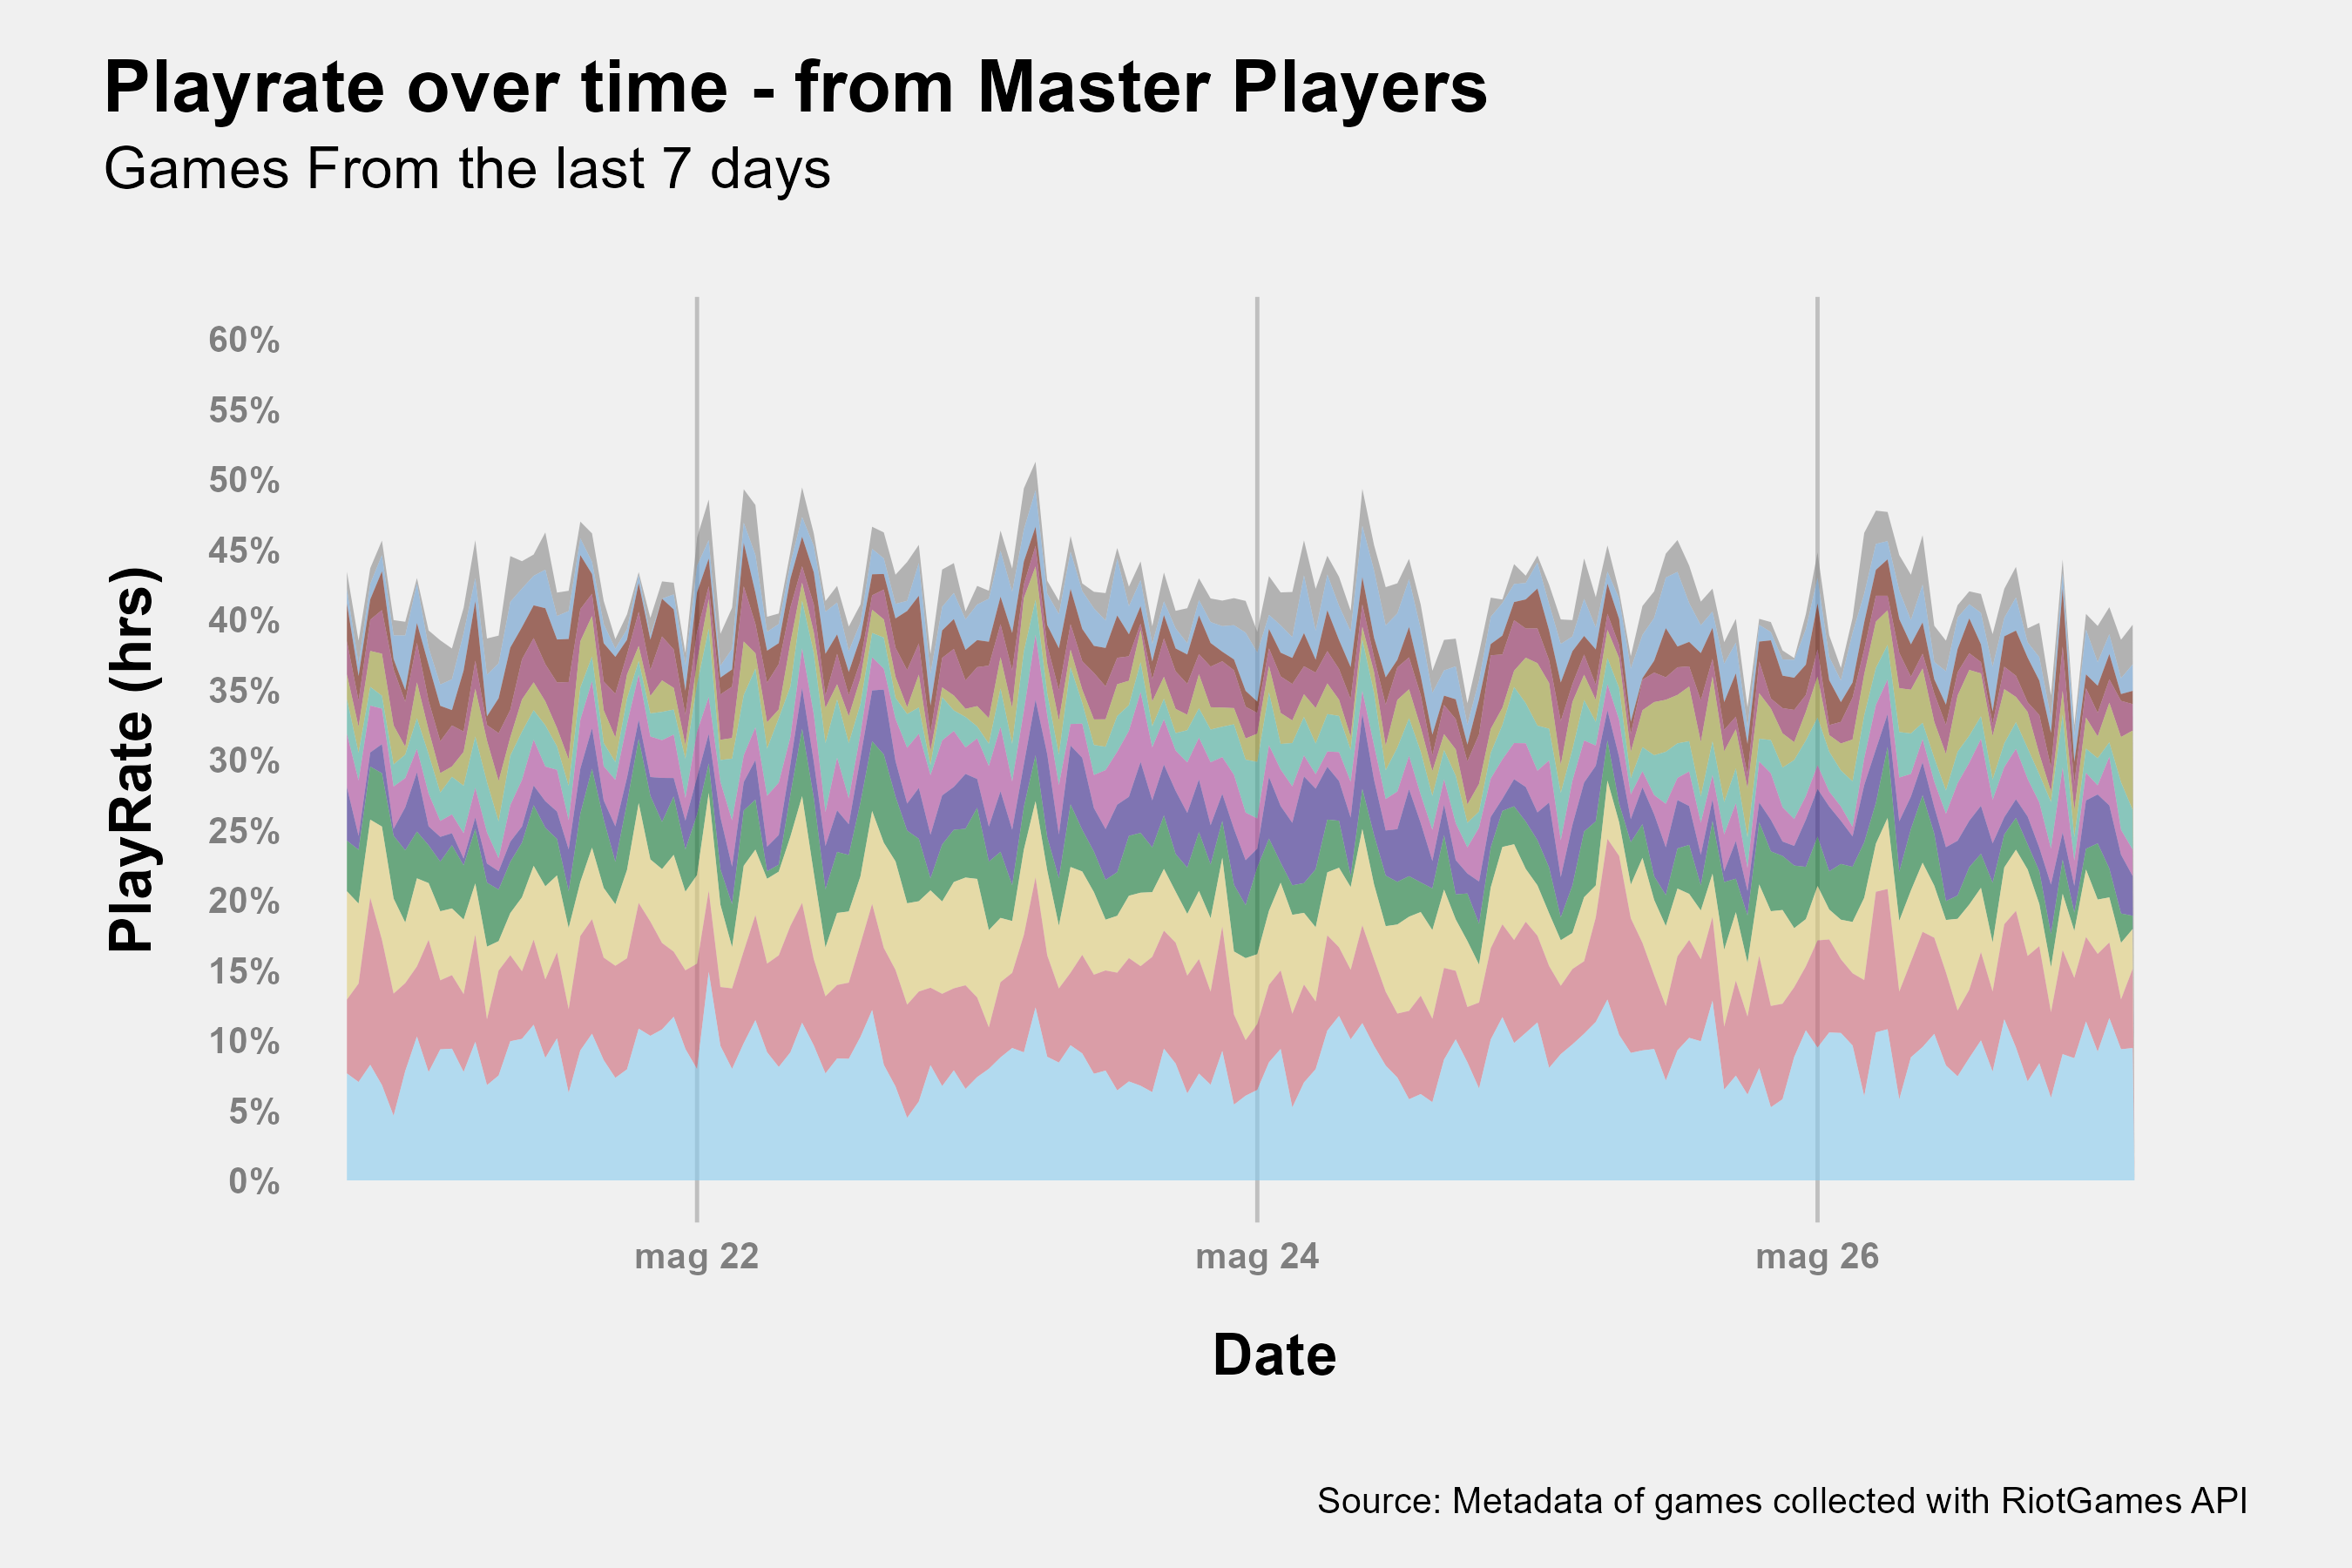 Playrate over time - from Master Players
Games From the last 7 days
60%
55%
50%
45%
40%
35%
30%
25%
20%
15%
10%
5%
0%
PlayRate (hrs)
mag 22
mag 24
mag 26
Date
Source: Metadata of games collected with RiotGames API